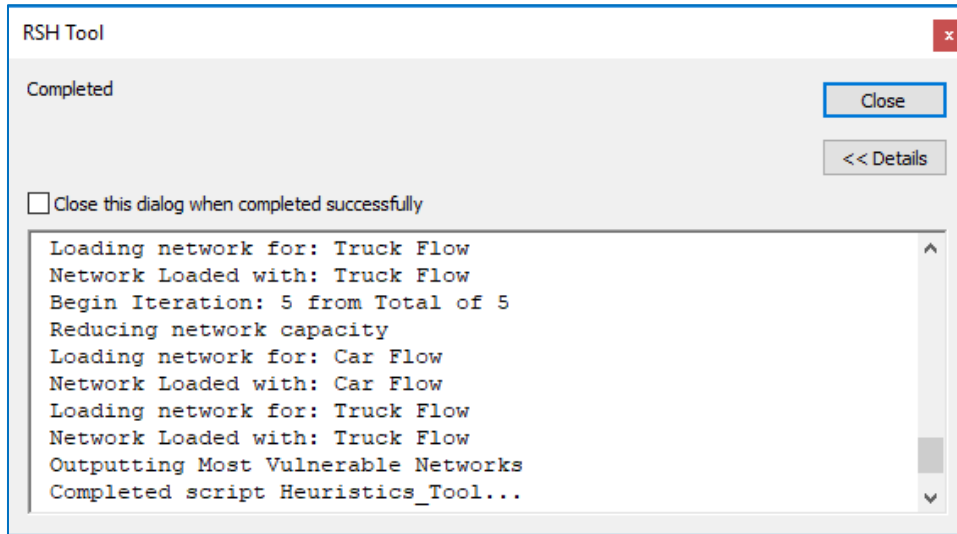 RSH Tool
x
Completed
Close
<< Details
Close this dialog when completed successfully
Loading network for: Truck Flow
Network Loaded with: Truck Flow
Begin Iteration: 5 from Total of 5
Reducing network capacity
Loading network for: Car Flow
Network Loaded with: Car Flow
Loading network for: Truck Flow
Network Loaded with: Truck Flow
Outputting Most Vulnerable Networks
Completed script Heuristics_Tool...